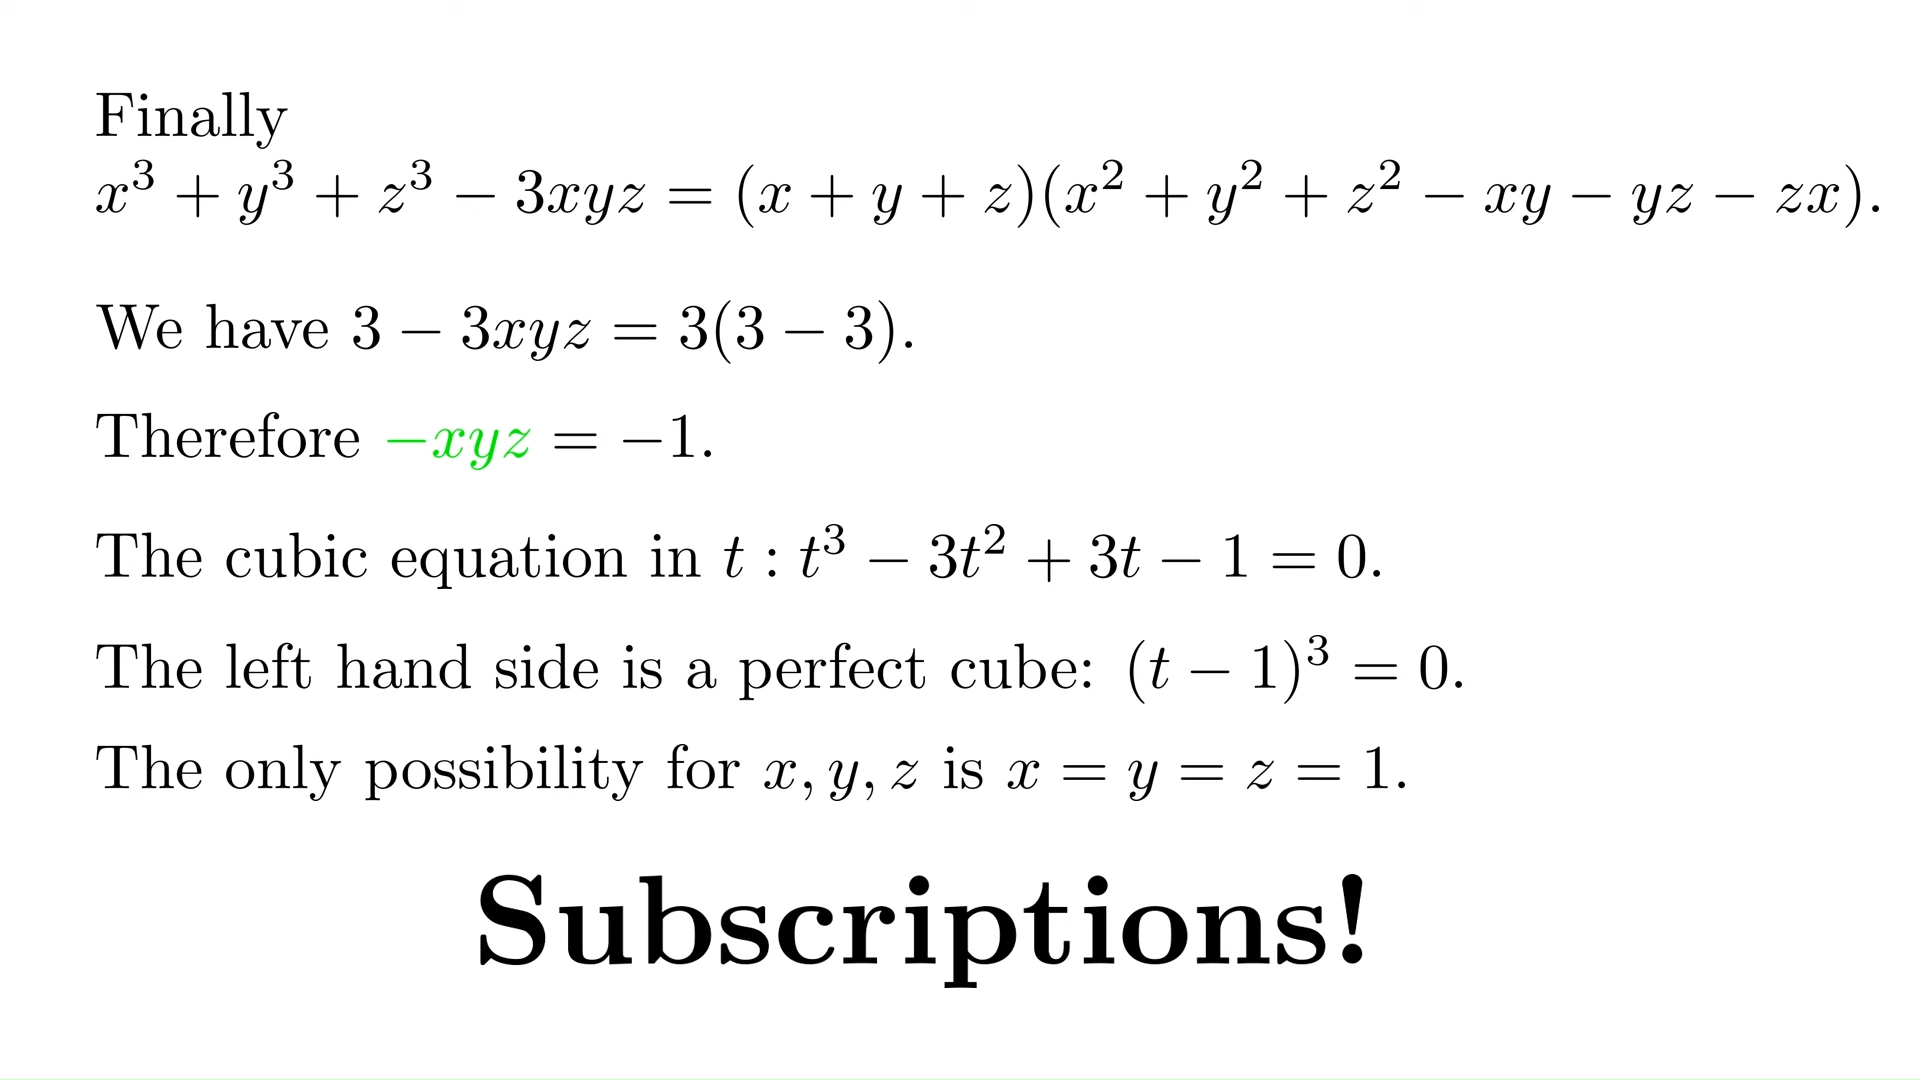 Finally
x³ + y³ + z³ − 3xyz = (x + y + z)(x² + y² + z² − xy − yz − zx).
We have 3 − 3xyz = 3(3 − 3).
Therefore −xyz = −1.
The cubic equation in t : t³ − 3t² + 3t − 1 = 0.
The left hand side is a perfect cube: (t − 1)³ = 0.
The only possibility for x, y, z is x = y = z = 1.
Subscriptions!